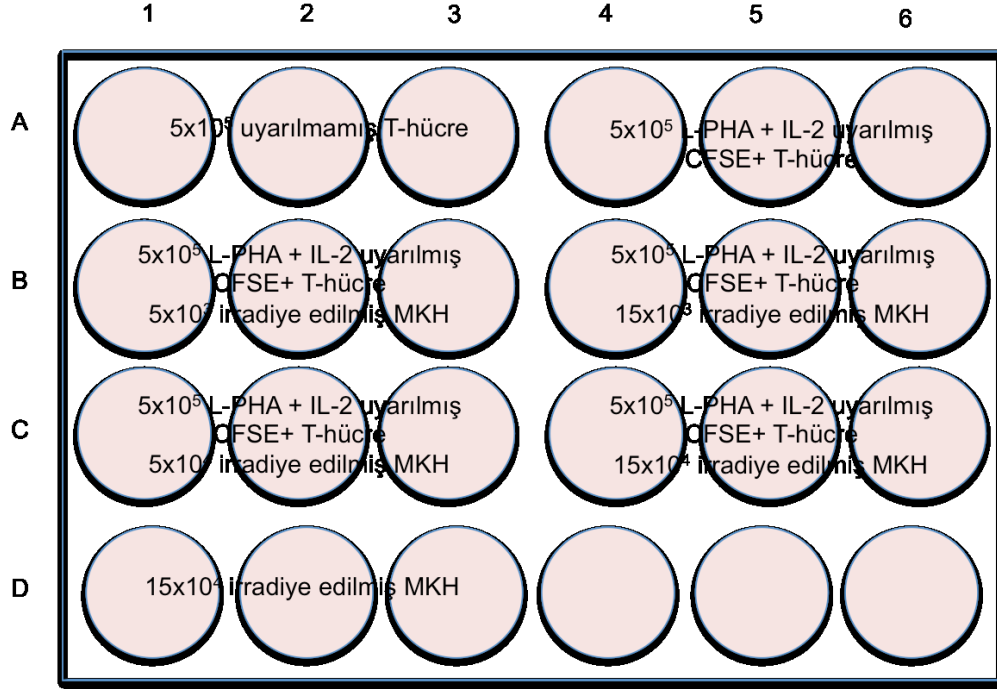 1 2 3 4 5 6
A
5x10⁵ uyarılmamış T-hücre
5x10⁵ L-PHA + IL-2 uyarılmış
CFSE+ T-hücre
B
5x10⁵ L-PHA + IL-2 uyarılmış
CFSE+ T-hücre
5x10³ irradiye edilmiş MKH
5x10⁵ L-PHA + IL-2 uyarılmış
CFSE+ T-hücre
15x10³ irradiye edilmiş MKH
C
5x10⁵ L-PHA + IL-2 uyarılmış
CFSE+ T-hücre
5x10⁴ irradiye edilmiş MKH
5x10⁵ L-PHA + IL-2 uyarılmış
CFSE+ T-hücre
15x10⁴ irradiye edilmiş MKH
D
15x10⁴ irradiye edilmiş MKH